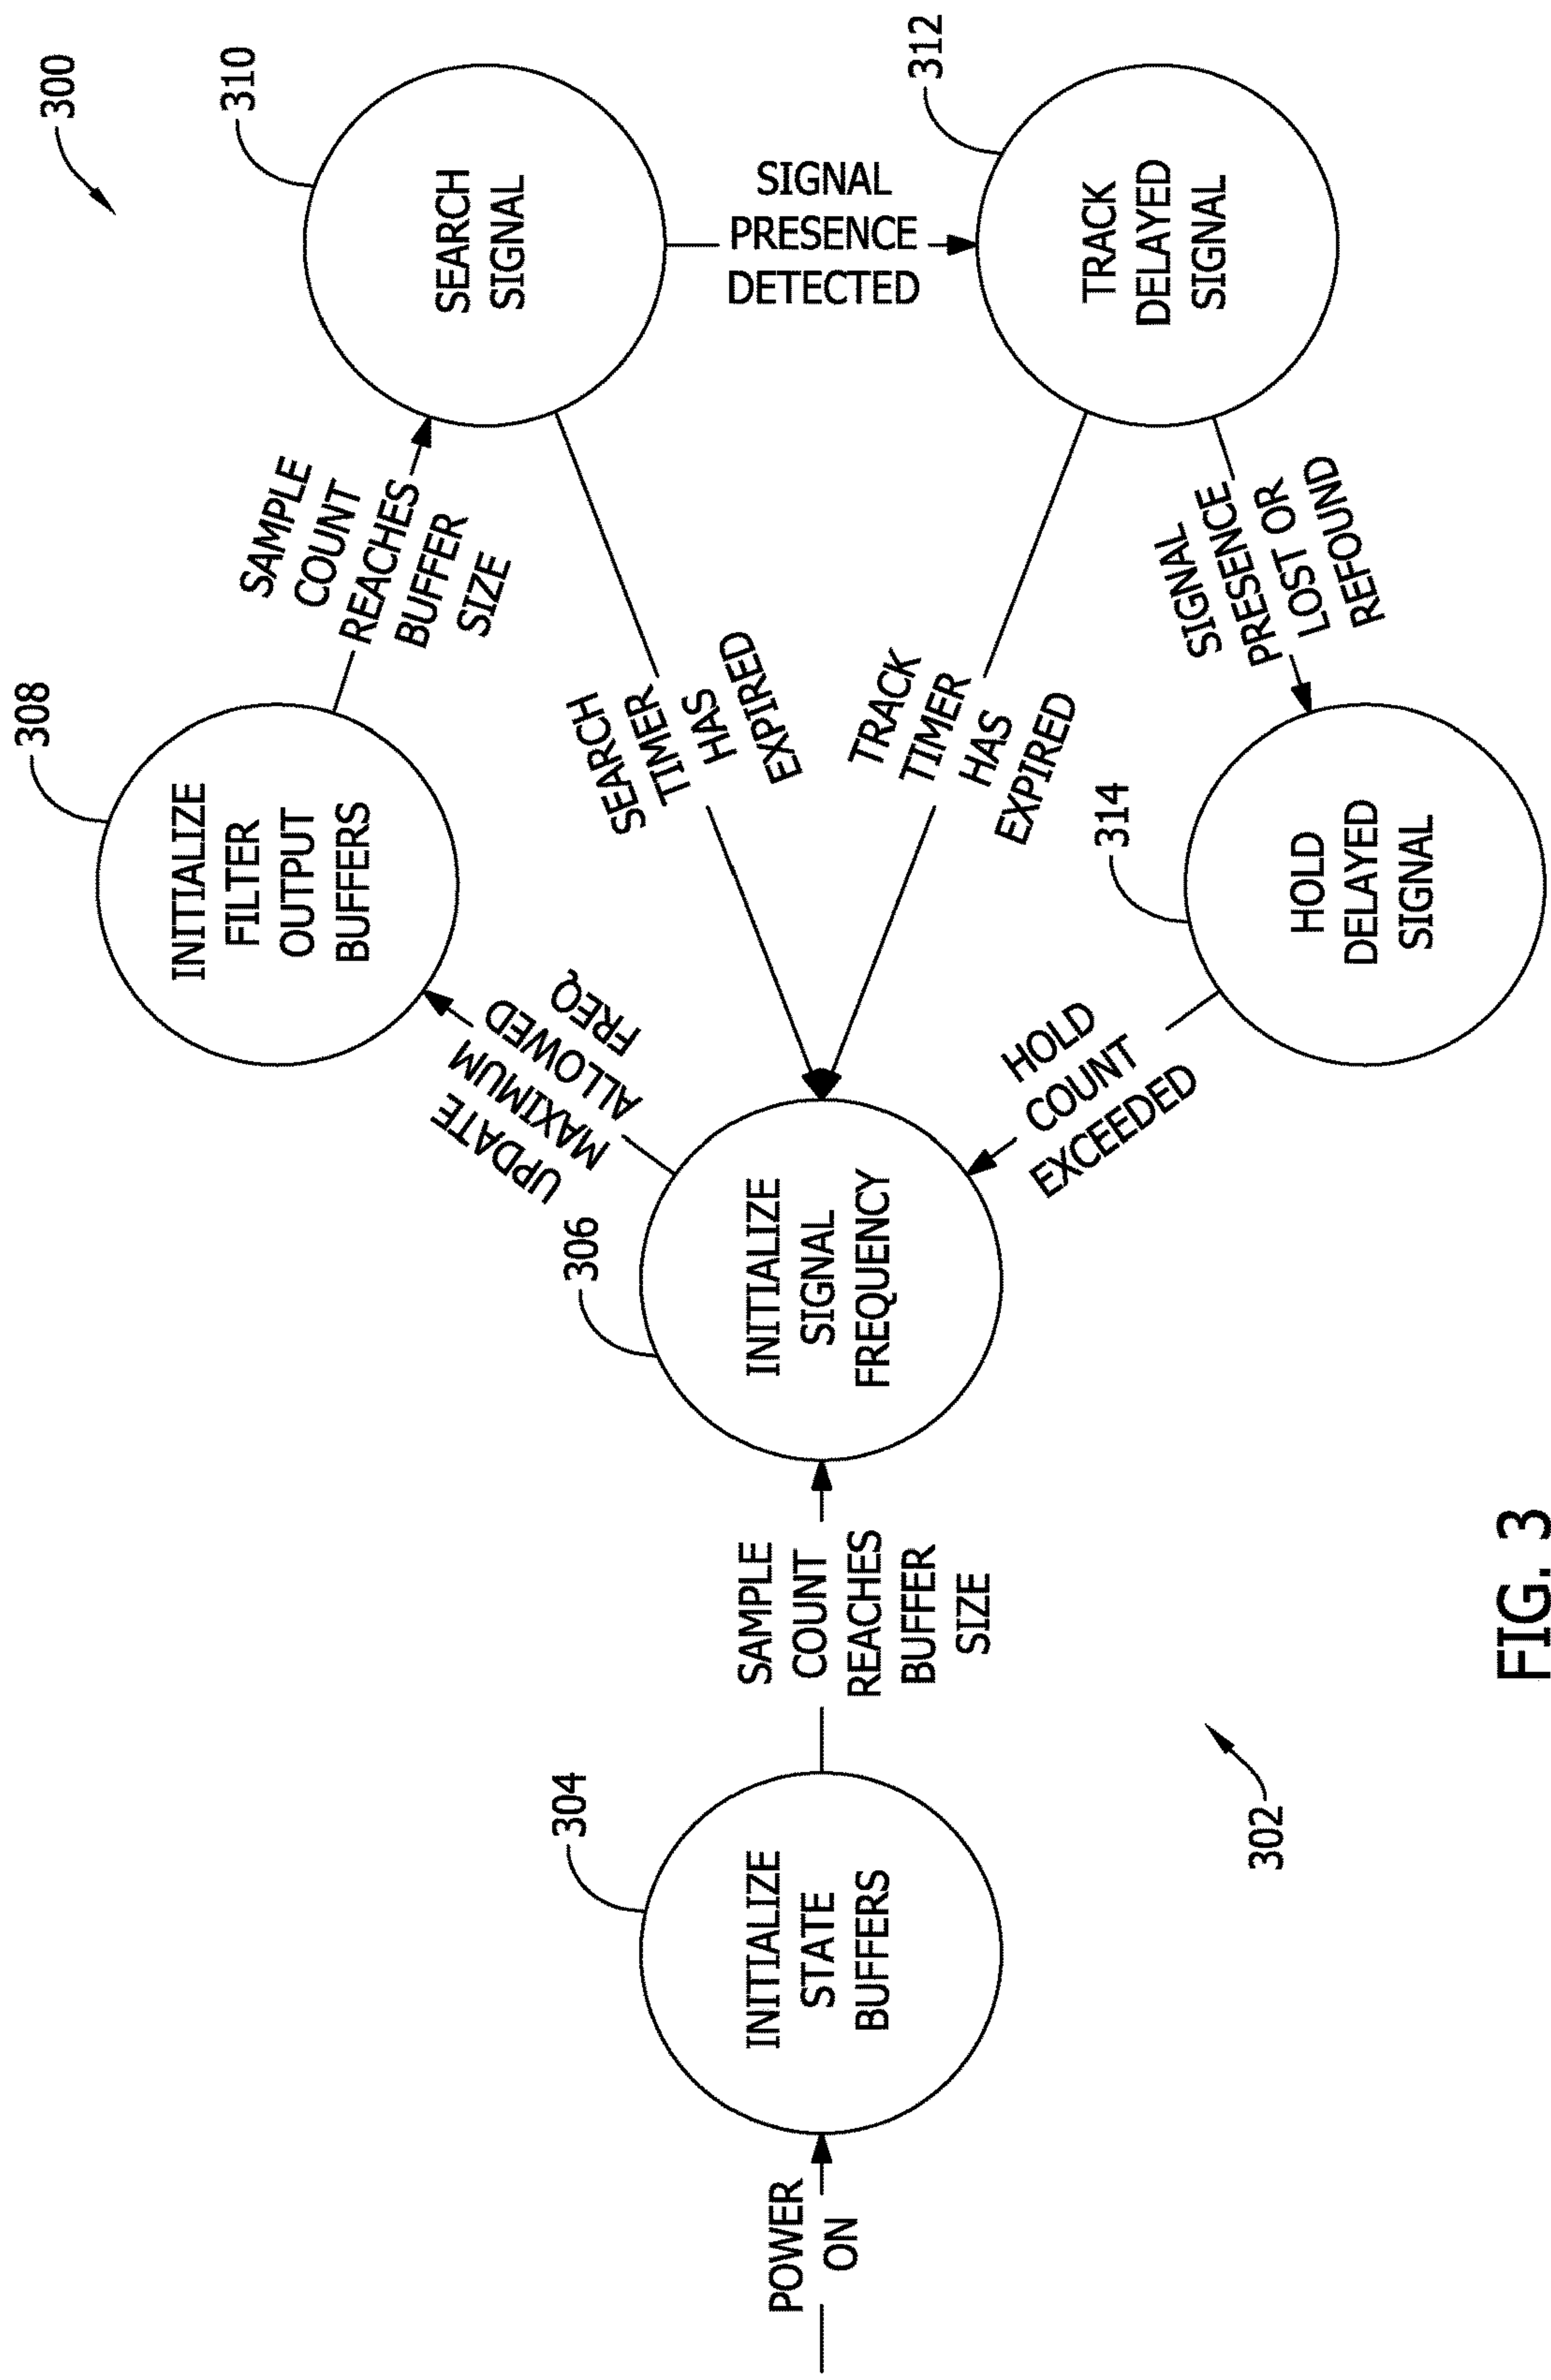 300
310
SEARCH
SIGNAL
SAMPLE
COUNT
REACHES
BUFFER
SIZE
308
INITIALIZE
FILTER
OUTPUT
BUFFERS
SIGNAL
PRESENCE
DETECTED
312
TRACK
DELAYED
SIGNAL
SEARCH
TIMER
HAS
EXPIRED
TRACK
TIMER
HAS
EXPIRED
SIGNAL
PRESENCE
LOST OR
REFOUND
314
HOLD
DELAYED
SIGNAL
UPDATE
MAXIMUM
ALLOWED
FREQ
HOLD
COUNT
EXCEEDED
306
INITIALIZE
SIGNAL
FREQUENCY
SAMPLE
COUNT
REACHES
BUFFER
SIZE
304
INITIALIZE
STATE
BUFFERS
302
POWER
ON
FIG. 3